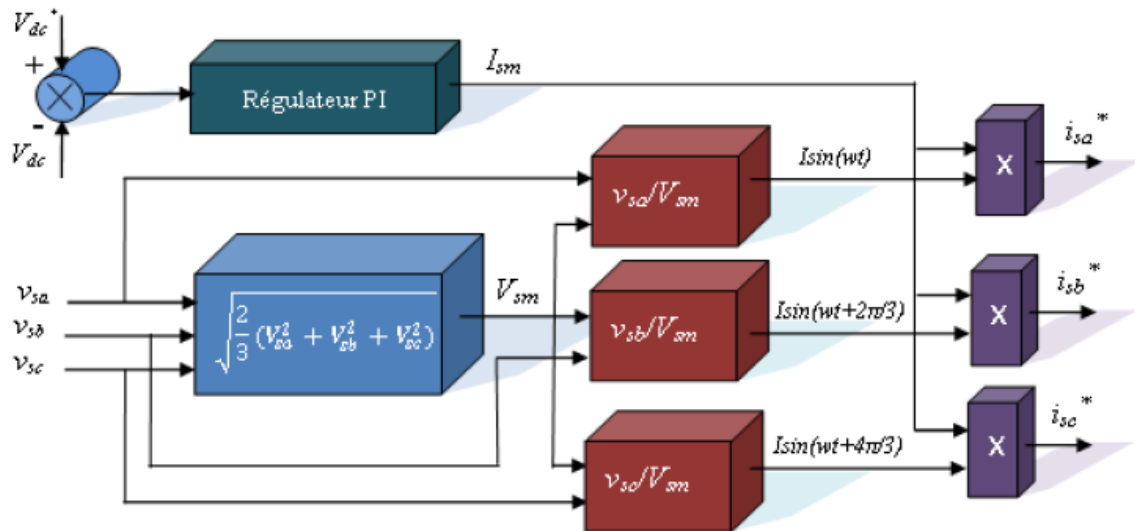 V_dc*
+
-
V_dc
Régulateur PI
I_sm
v_sa
v_sb
v_sc
√(2/3 (V_sa² + V_sb² + V_sc²))
V_sm
v_sa/V_sm
v_sb/V_sm
v_sc/V_sm
Isin(wt)
Isin(wt+2π/3)
Isin(wt+4π/3)
X
X
X
i_sa*
i_sb*
i_sc*